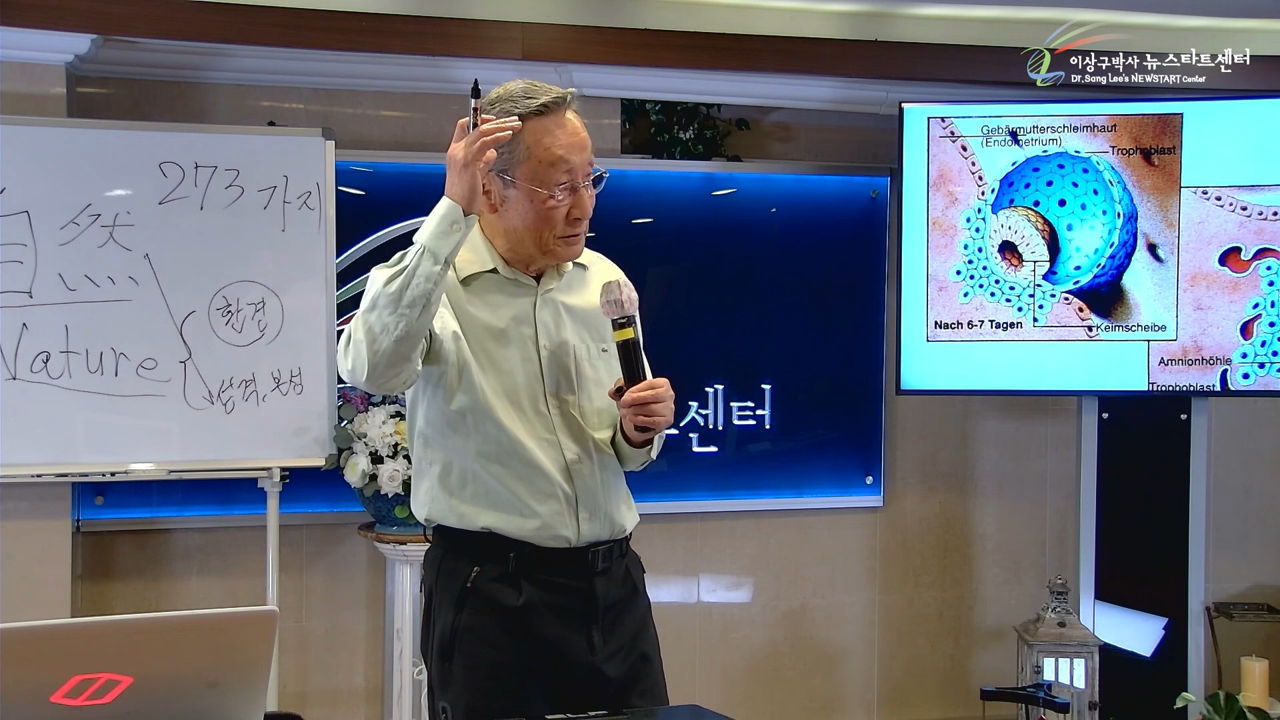 이상구박사 뉴스타트센터
Dr. Sang Lee's NEWSTART Center
273 가지
自然
Nature
환결
성격, 본성
센터
Gebärmutterschleimhaut
(Endometrium)
Trophoblast
Nach 6-7 Tagen
Keimscheibe
Amnionhöhle
Trophoblast